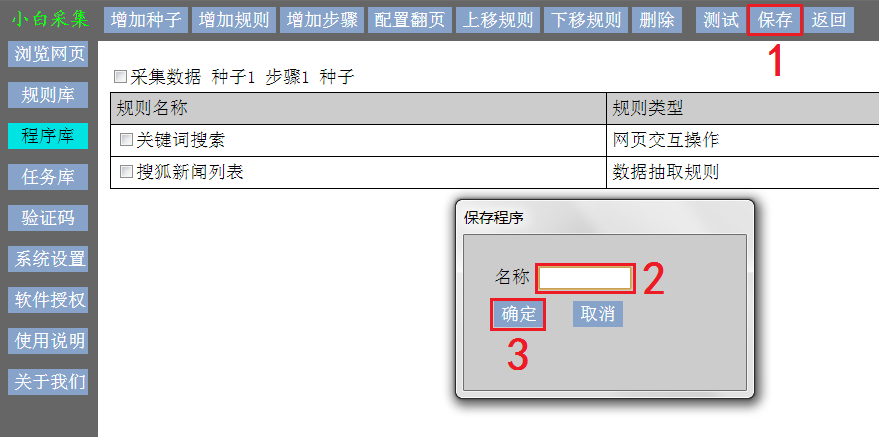 小白采集 增加种子 增加规则 增加步骤 配置翻页 上移规则 下移规则 删除 测试 保存 返回
1
浏览网页
规则库
程序库
任务库
验证码
系统设置
软件授权
使用说明
关于我们
采集数据 种子1 步骤1 种子
规则名称 规则类型
关键词搜索 网页交互操作
搜狐新闻列表 数据抽取规则
保存程序
名称 2
确定 取消
3